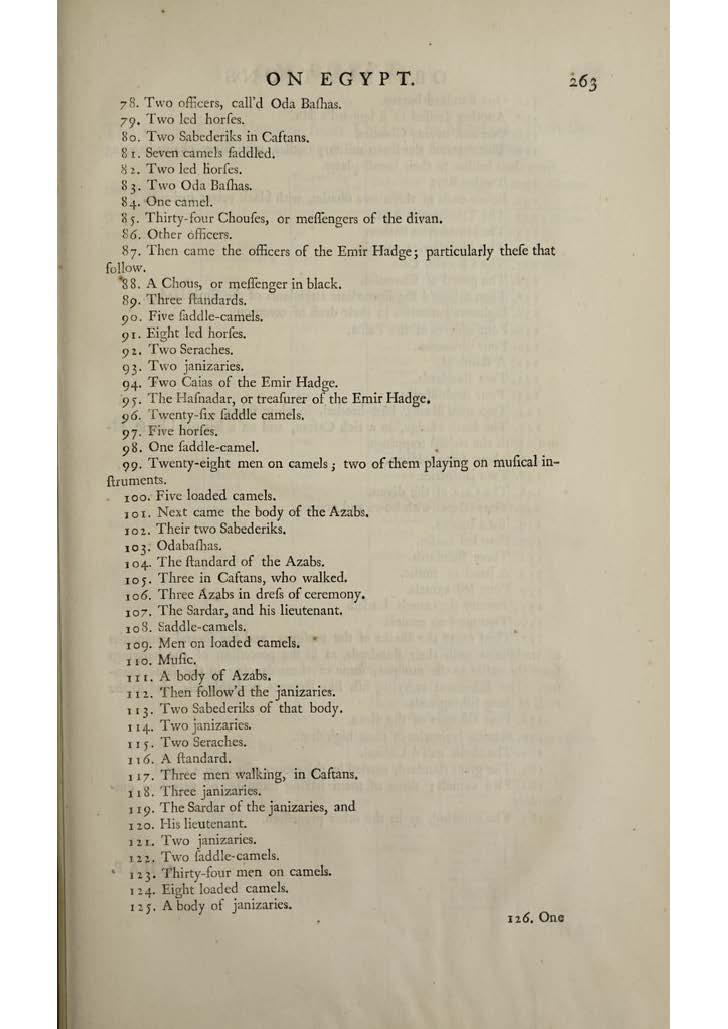 ON EGYPT. 263
78. Two officers, call'd Oda Baſhas.
79. Two led horſes.
80. Two Sabederiks in Caftans.
81. Seven camels ſaddled.
82. Two led horſes.
83. Two Oda Baſhas.
84. One camel.
85. Thirty-four Chouſes, or meſſengers of the divan.
86. Other officers.
87. Then came the officers of the Emir Hadge; particularly theſe that
follow.
88. A Chous, or meſſenger in black.
89. Three ſtandards.
90. Five ſaddle-camels.
91. Eight led horſes.
92. Two Seraches.
93. Two janizaries.
94. Two Caias of the Emir Hadge.
95. The Haſnadar, or treaſurer of the Emir Hadge.
96. Twenty-ſix ſaddle camels.
97. Five horſes.
98. One ſaddle-camel.
99. Twenty-eight men on camels; two of them playing on muſical in-
ſtruments.
100. Five loaded camels.
101. Next came the body of the Azabs.
102. Their two Sabederiks.
103. Odabaſhas.
104. The ſtandard of the Azabs.
105. Three in Caftans, who walked.
106. Three Azabs in dreſs of ceremony.
107. The Sardar, and his lieutenant.
108. Saddle-camels.
109. Men on loaded camels.
110. Muſic.
111. A body of Azabs.
112. Then follow'd the janizaries.
113. Two Sabederiks of that body.
114. Two janizaries.
115. Two Seraches.
116. A ſtandard.
117. Three men walking, in Caftans.
118. Three janizaries.
119. The Sardar of the janizaries, and
120. His lieutenant.
121. Two janizaries.
122. Two ſaddle-camels.
123. Thirty-four men on camels.
124. Eight loaded camels.
125. A body of janizaries.
126. One